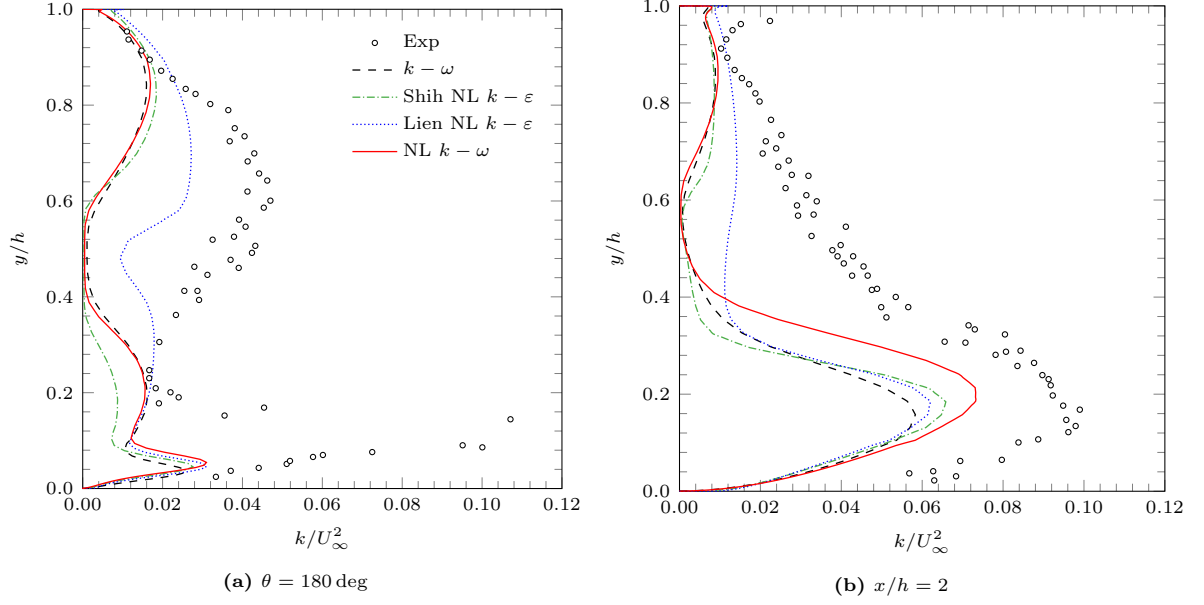 1.0
0.8
0.6
0.4
0.2
0.0
y/h
0.00 0.02 0.04 0.06 0.08 0.10 0.12
k/U²∞
Exp
k − ω
Shih NL k − ε
Lien NL k − ε
NL k − ω
(a) θ = 180 deg
1.0
0.8
0.6
0.4
0.2
0.0
y/h
0.00 0.02 0.04 0.06 0.08 0.10 0.12
k/U²∞
(b) x/h = 2